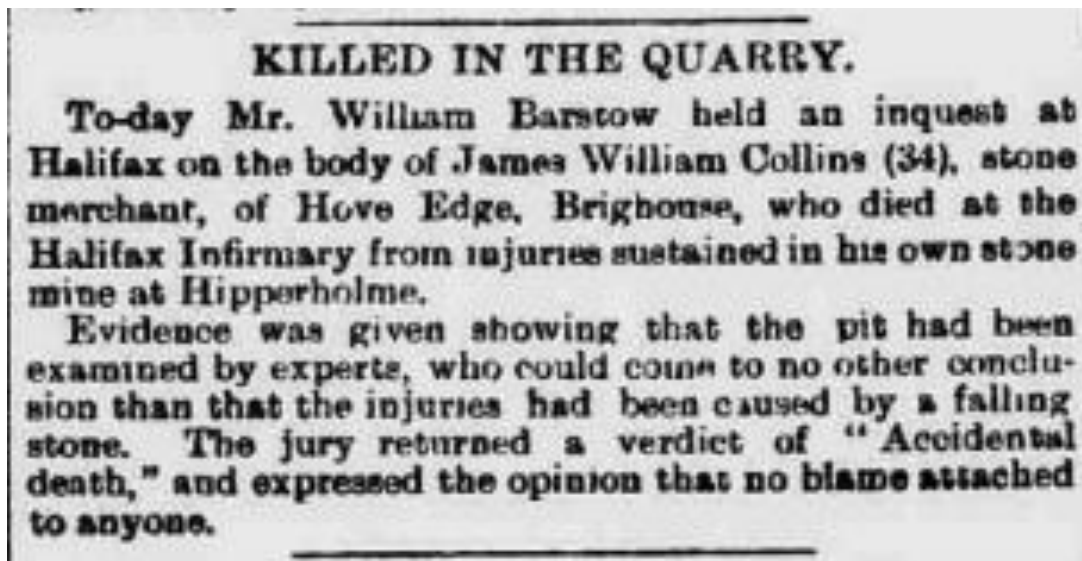 KILLED IN THE QUARRY.
To-day Mr. William Barstow held an inquest at
Halifax on the body of James William Collins (34), stone
merchant, of Hove Edge, Brighouse, who died at the
Halifax Infirmary from injuries sustained in his own stone
mine at Hipperholme.
Evidence was given showing that the pit had been
examined by experts, who could come to no other conclu-
sion than that the injuries had been caused by a falling
stone. The jury returned a verdict of "Accidental
death," and expressed the opinion that no blame attached
to anyone.